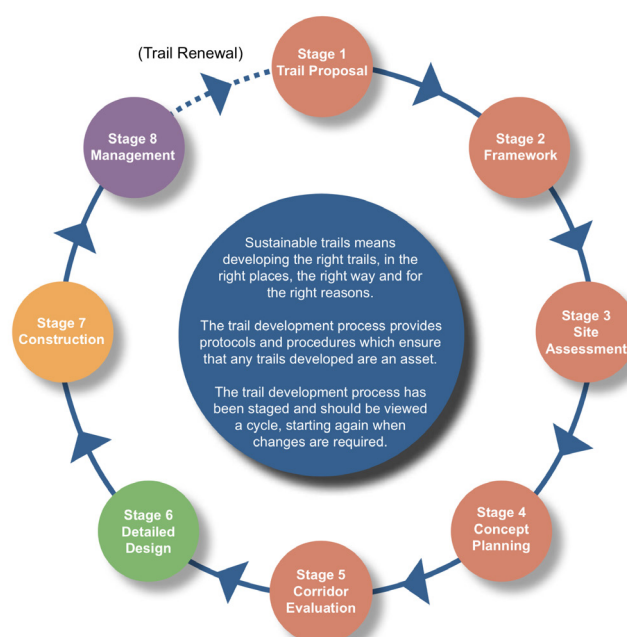 (Trail Renewal)
Stage 1
Trail Proposal
Stage 2
Framework
Stage 3
Site
Assessment
Stage 4
Concept
Planning
Stage 5
Corridor
Evaluation
Stage 6
Detailed
Design
Stage 7
Construction
Stage 8
Management
Sustainable trails means
developing the right trails, in the
right places, the right way and for
the right reasons.
The trail development process provides
protocols and procedures which ensure
that any trails developed are an asset.
The trail development process has
been staged and should be viewed
a cycle, starting again when
changes are required.